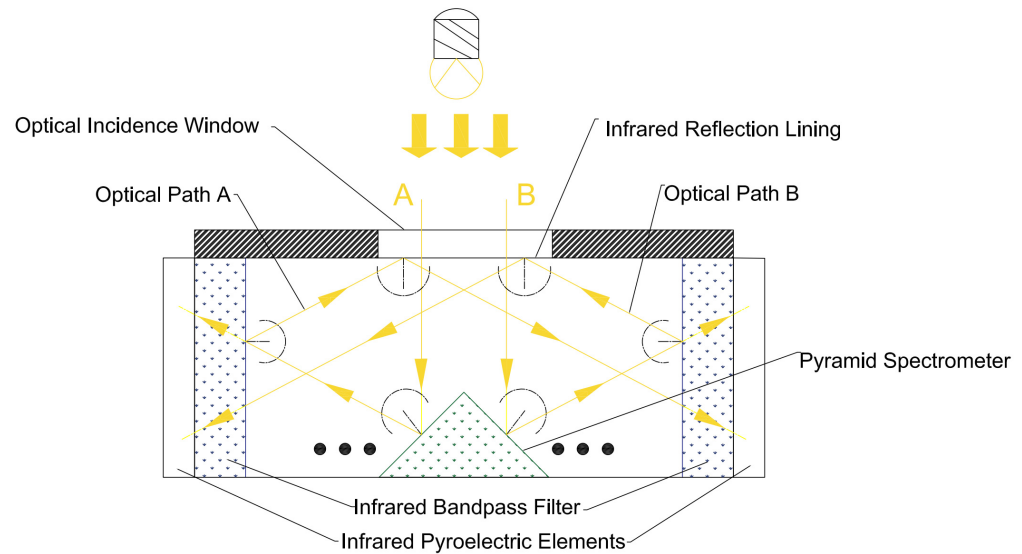 Optical Incidence Window
Infrared Reflection Lining
Optical Path A
A
B
Optical Path B
Pyramid Spectrometer
Infrared Bandpass Filter
Infrared Pyroelectric Elements